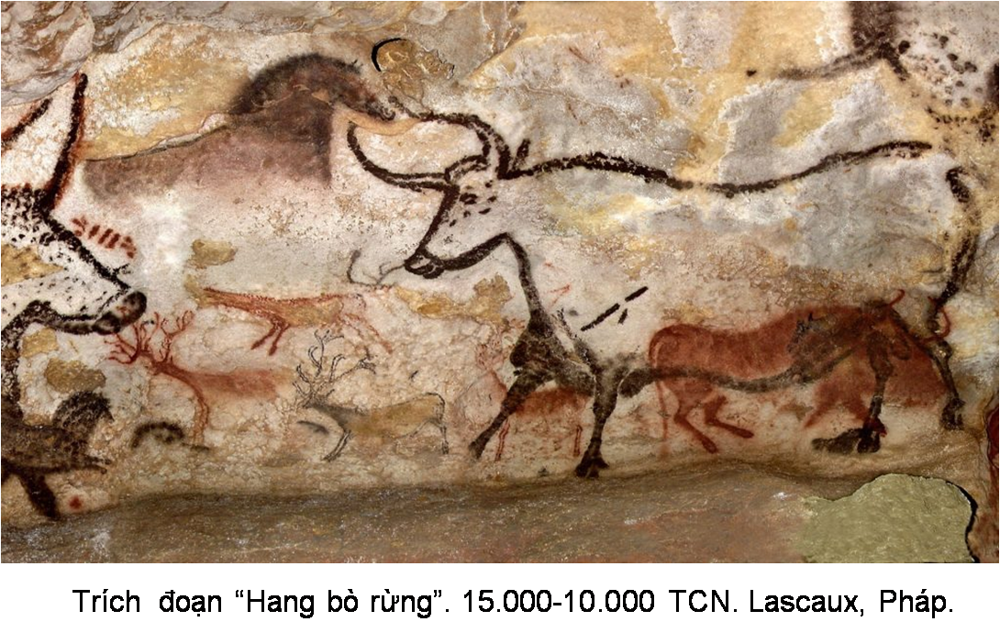 Trích đoạn “Hang bò rừng”. 15.000-10.000 TCN. Lascaux, Pháp.